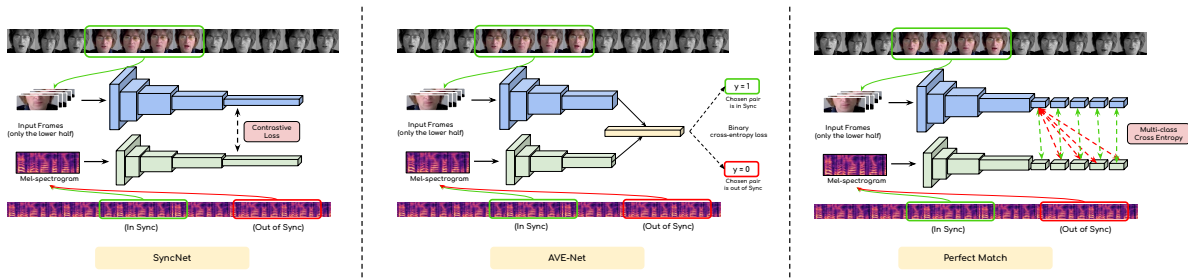 Input Frames
(only the lower half)
Contrastive
Loss
Mel-spectrogram
(In Sync)
(Out of Sync)
SyncNet
Input Frames
(only the lower half)
y = 1
Chosen pair
is in Sync
Binary
cross-entropy loss
y = 0
Chosen pair
is out of Sync
Mel-spectrogram
(In Sync)
(Out of Sync)
AVE-Net
Input Frames
(only the lower half)
Multi-class
Cross Entropy
Mel-spectrogram
(In Sync)
(Out of Sync)
Perfect Match